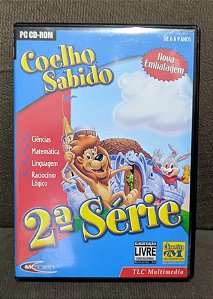 PC CD-ROM
DE 6 A 9 ANOS
Coelho
Sabido
Nova
Embalagem
Ciências
Matemática
Linguagem
Raciocínio
Lógico
2ª Série
CLASSIFICAÇÃO
LIVRE
TLC Multimedia